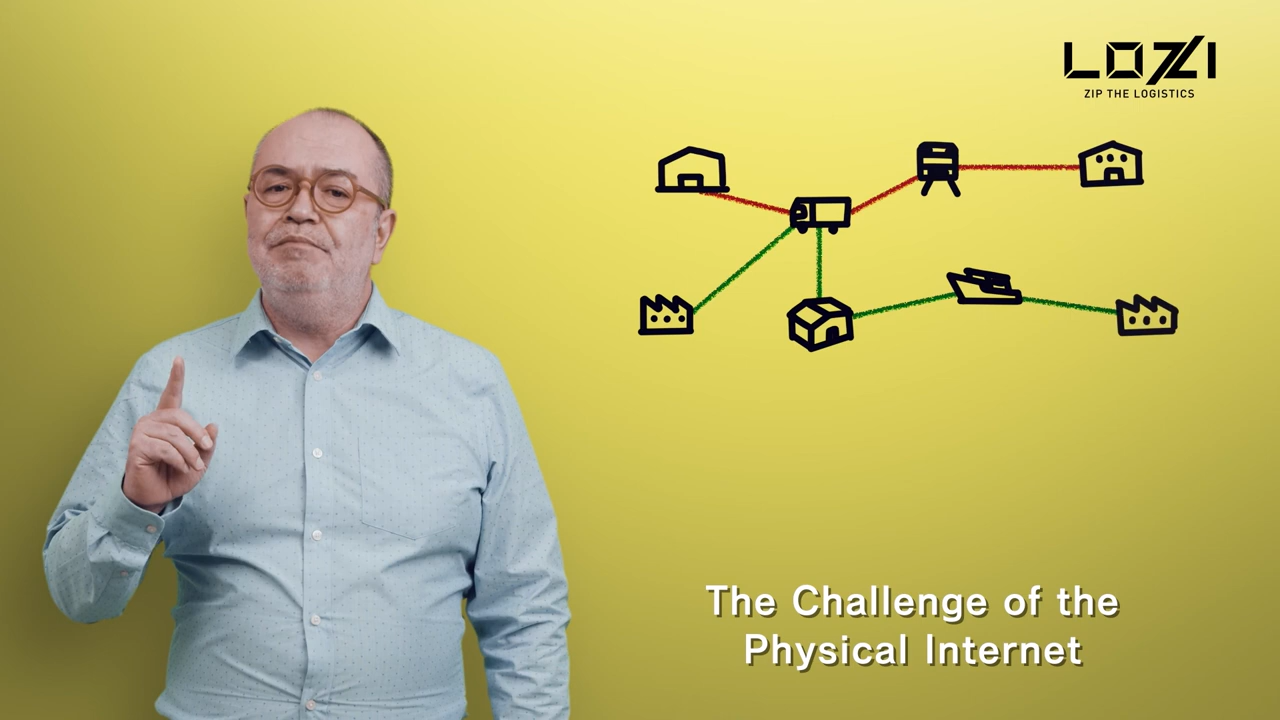 LOZI
ZIP THE LOGISTICS
The Challenge of the
Physical Internet